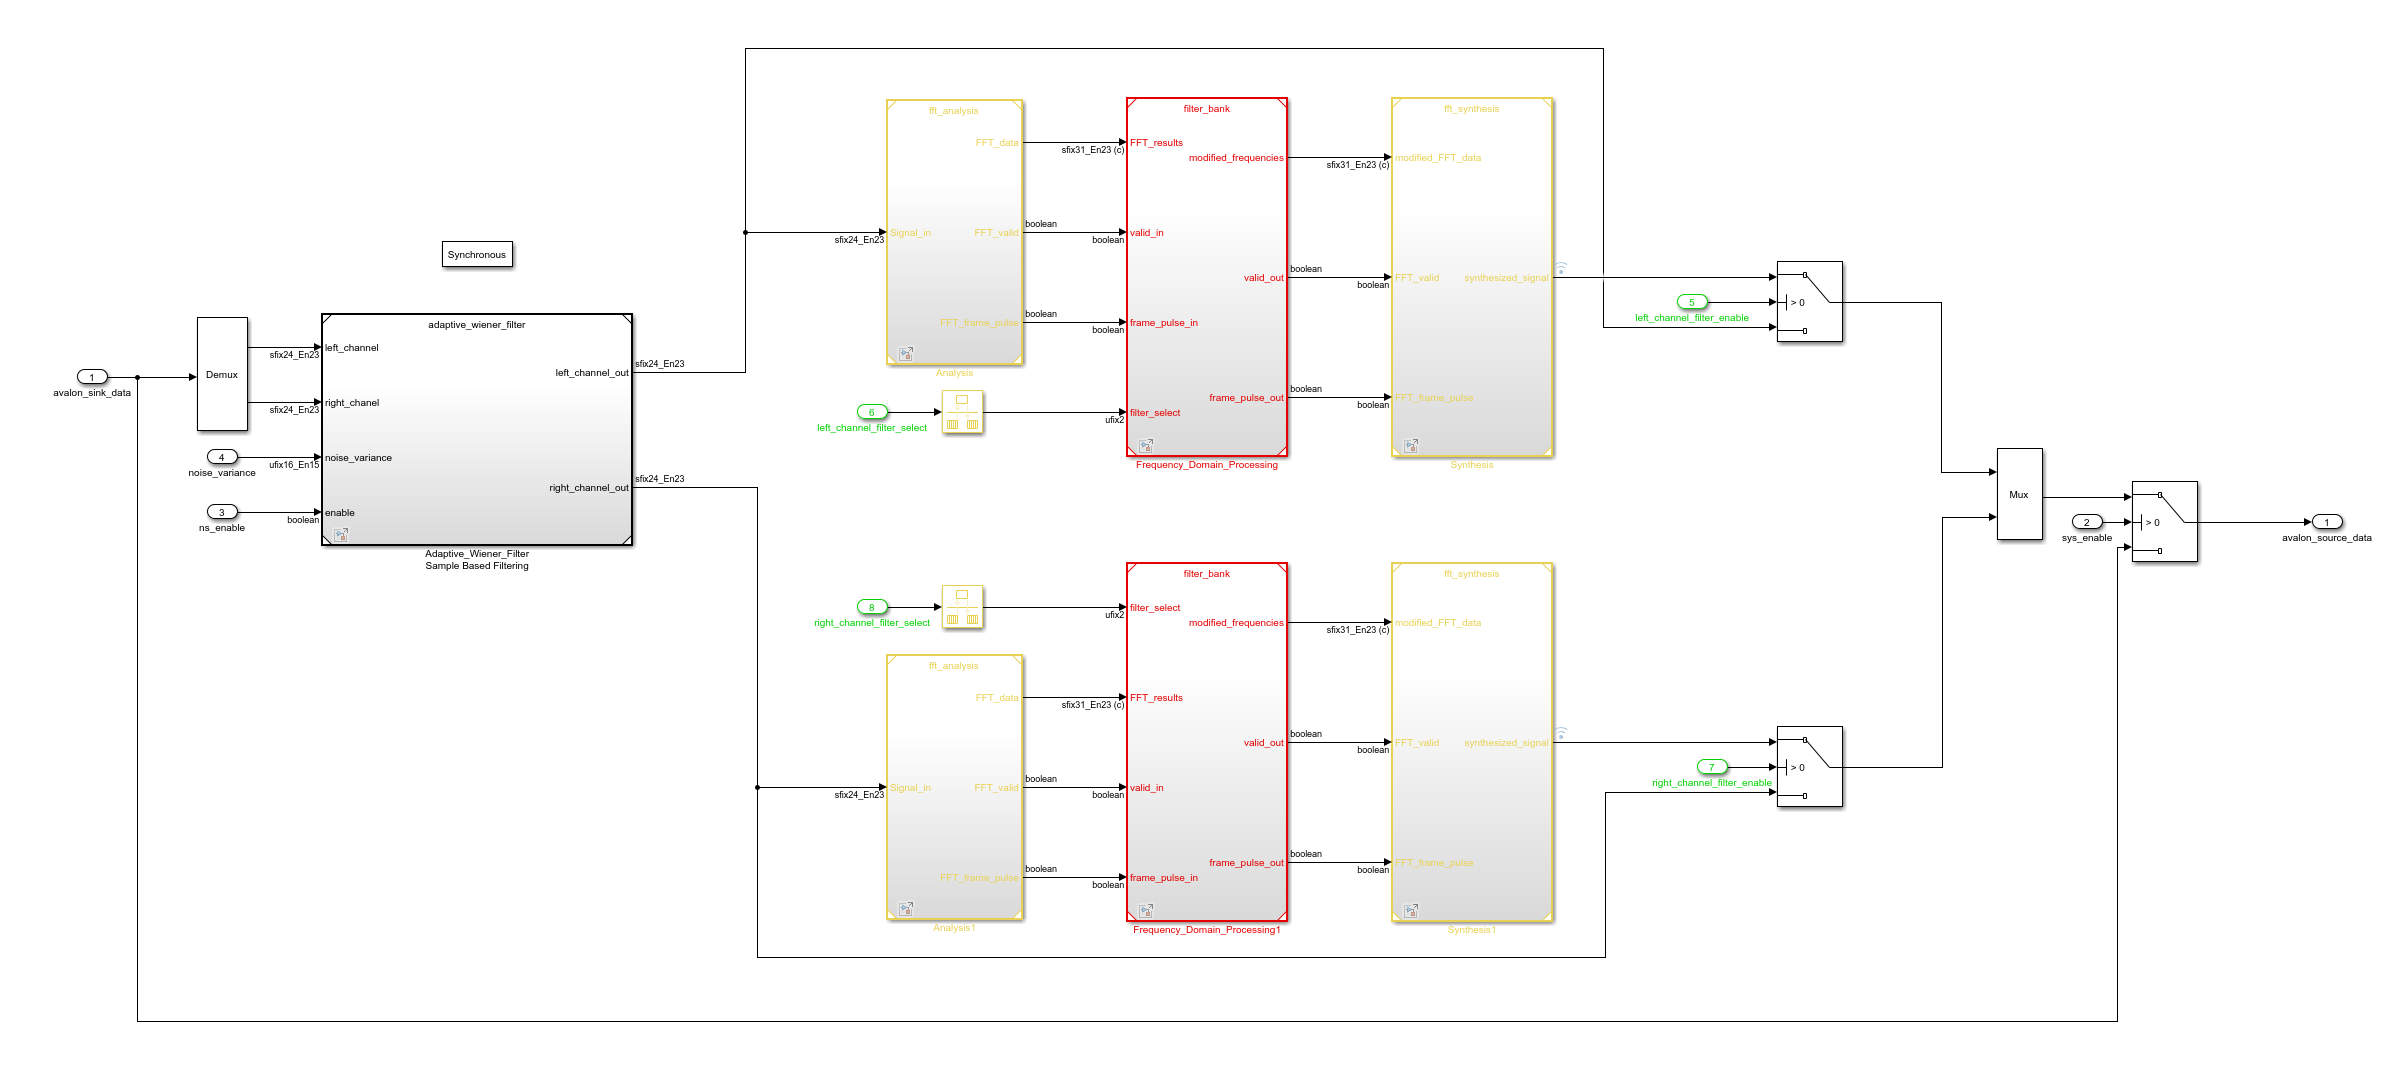 Synchronous
1
avalon_sink_data
Demux
sfix24_En23
sfix24_En23
4
noise_variance
ufix16_En15
3
ns_enable
boolean
adaptive_wiener_filter
left_channel
right_chanel
noise_variance
enable
left_channel_out
right_channel_out
Adaptive_Wiener_Filter
Sample Based Filtering
sfix24_En23
sfix24_En23
sfix24_En23
fft_analysis
Signal_in
FFT_data
FFT_valid
FFT_frame_pulse
Analysis
sfix31_En23 (c)
boolean
boolean
boolean
boolean
6
left_channel_filter_select
ufix2
filter_bank
FFT_results
modified_frequencies
valid_in
valid_out
frame_pulse_in
frame_pulse_out
filter_select
Frequency_Domain_Processing
sfix31_En23 (c)
boolean
boolean
boolean
boolean
fft_synthesis
modified_FFT_data
FFT_valid
synthesized_signal
FFT_frame_pulse
Synthesis
5
left_channel_filter_enable
> 0
8
right_channel_filter_select
ufix2
sfix24_En23
fft_analysis
FFT_data
Signal_in
FFT_valid
FFT_frame_pulse
Analysis1
sfix31_En23 (c)
boolean
boolean
boolean
boolean
filter_bank
filter_select
modified_frequencies
FFT_results
valid_out
valid_in
frame_pulse_out
frame_pulse_in
Frequency_Domain_Processing1
sfix31_En23 (c)
boolean
boolean
boolean
boolean
fft_synthesis
modified_FFT_data
FFT_valid
synthesized_signal
FFT_frame_pulse
Synthesis1
7
right_channel_filter_enable
> 0
Mux
2
sys_enable
> 0
1
avalon_source_data